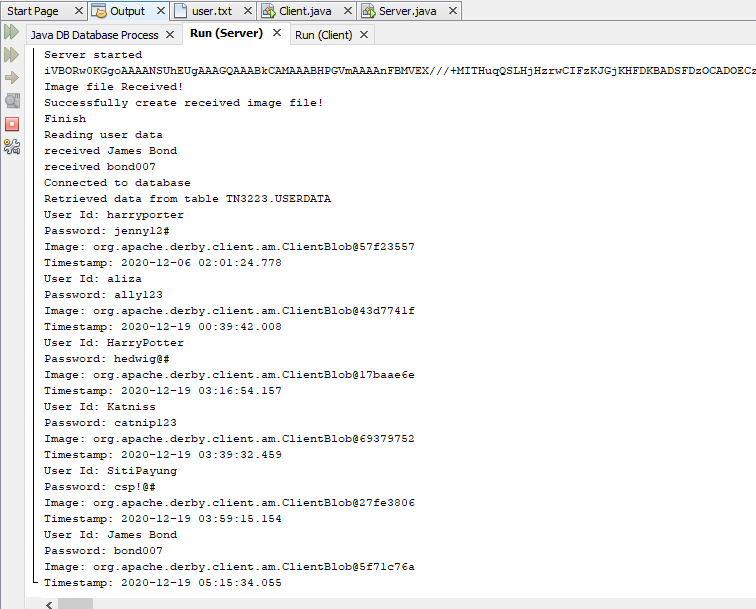 Start Page Output user.txt Client.java Server.java
Java DB Database Process Run (Server) Run (Client)
Server started
iVBORw0KGgoAAAANSUhEUgAAAGQAAABkCAMAAABHPGVmAAAAnFBMVEX///+MITHuqQSLHjHzrwCIFzKJGjKHFDKBADSFDzOCADOECz
Image file Received!
Successfully create received image file!
Finish
Reading user data
received James Bond
received bond007
Connected to database
Retrieved data from table TN3223.USERDATA
User Id: harryporter
Password: jenny12#
Image: org.apache.derby.client.am.ClientBlob@57f23557
Timestamp: 2020-12-06 02:01:24.778
User Id: aliza
Password: ally123
Image: org.apache.derby.client.am.ClientBlob@43d7741f
Timestamp: 2020-12-19 00:39:42.008
User Id: HarryPotter
Password: hedwig@#
Image: org.apache.derby.client.am.ClientBlob@17baae6e
Timestamp: 2020-12-19 03:16:54.157
User Id: Katniss
Password: catnip123
Image: org.apache.derby.client.am.ClientBlob@69379752
Timestamp: 2020-12-19 03:39:32.459
User Id: SitiPayung
Password: csp!@#
Image: org.apache.derby.client.am.ClientBlob@27fe3806
Timestamp: 2020-12-19 03:59:15.154
User Id: James Bond
Password: bond007
Image: org.apache.derby.client.am.ClientBlob@5f71c76a
Timestamp: 2020-12-19 05:15:34.055